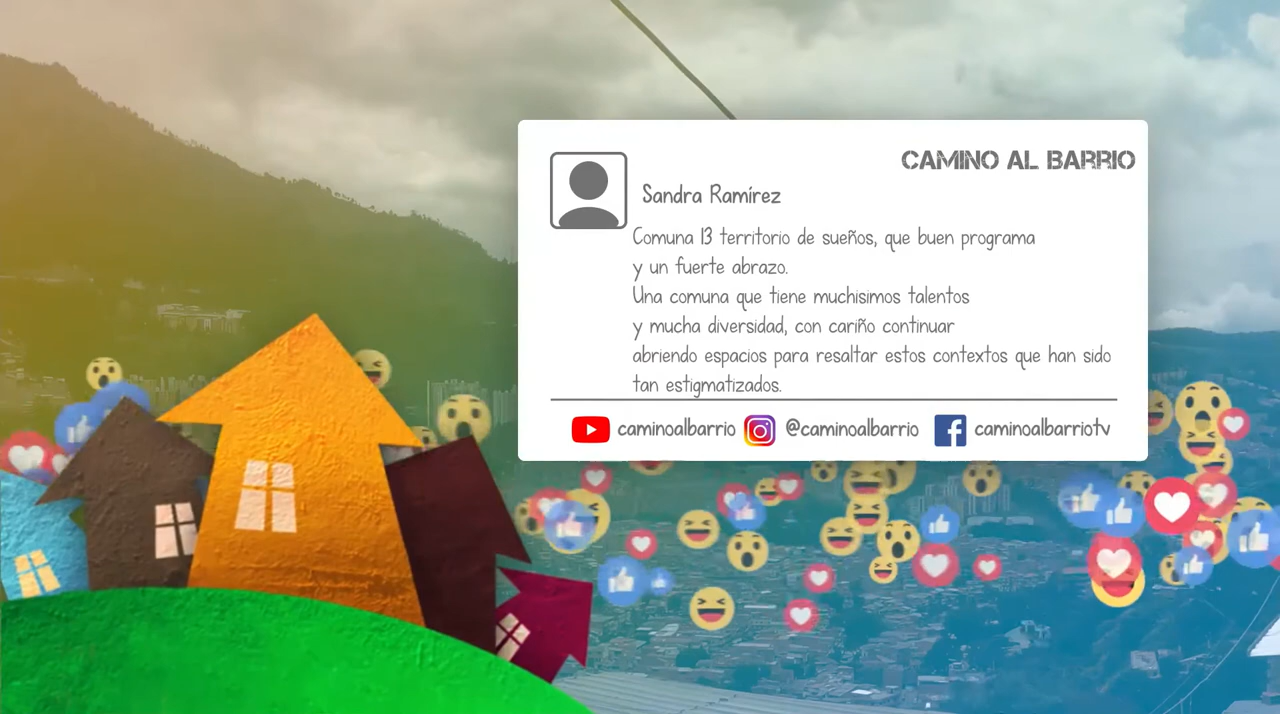 CAMINO AL BARRIO
Sandra Ramírez
Comuna 13 territorio de sueños, que buen programa
y un fuerte abrazo.
Una comuna que tiene muchisimos talentos
y mucha diversidad, con cariño continuar
abriendo espacios para resaltar estos contextos que han sido
tan estigmatizados.
caminoalbarrio @caminoalbarrio caminoalbarriotv